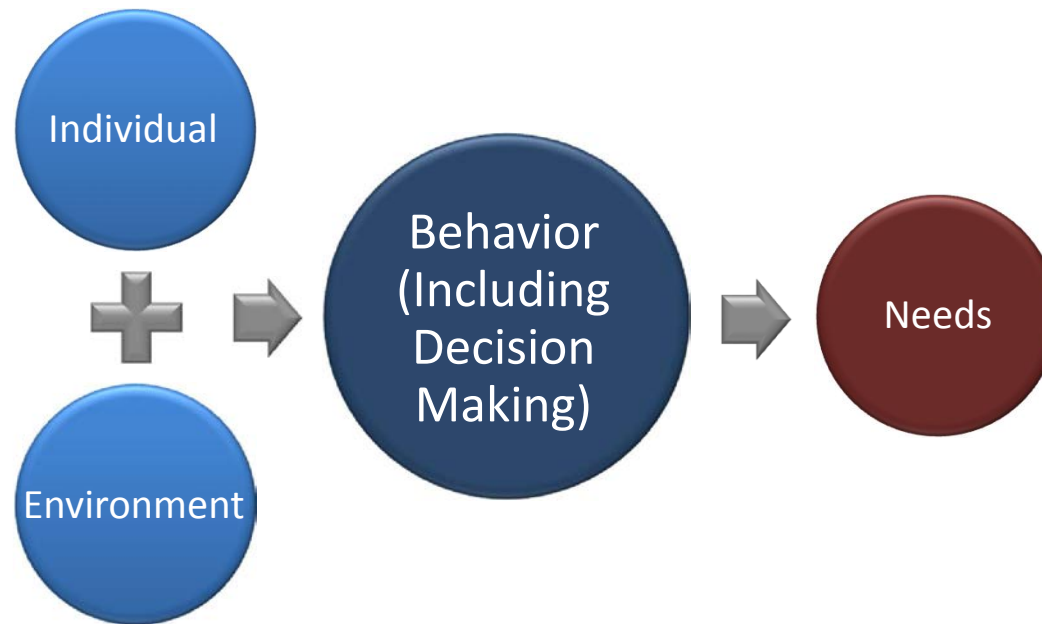 Individual
Environment
Behavior
(Including
Decision
Making)
Needs